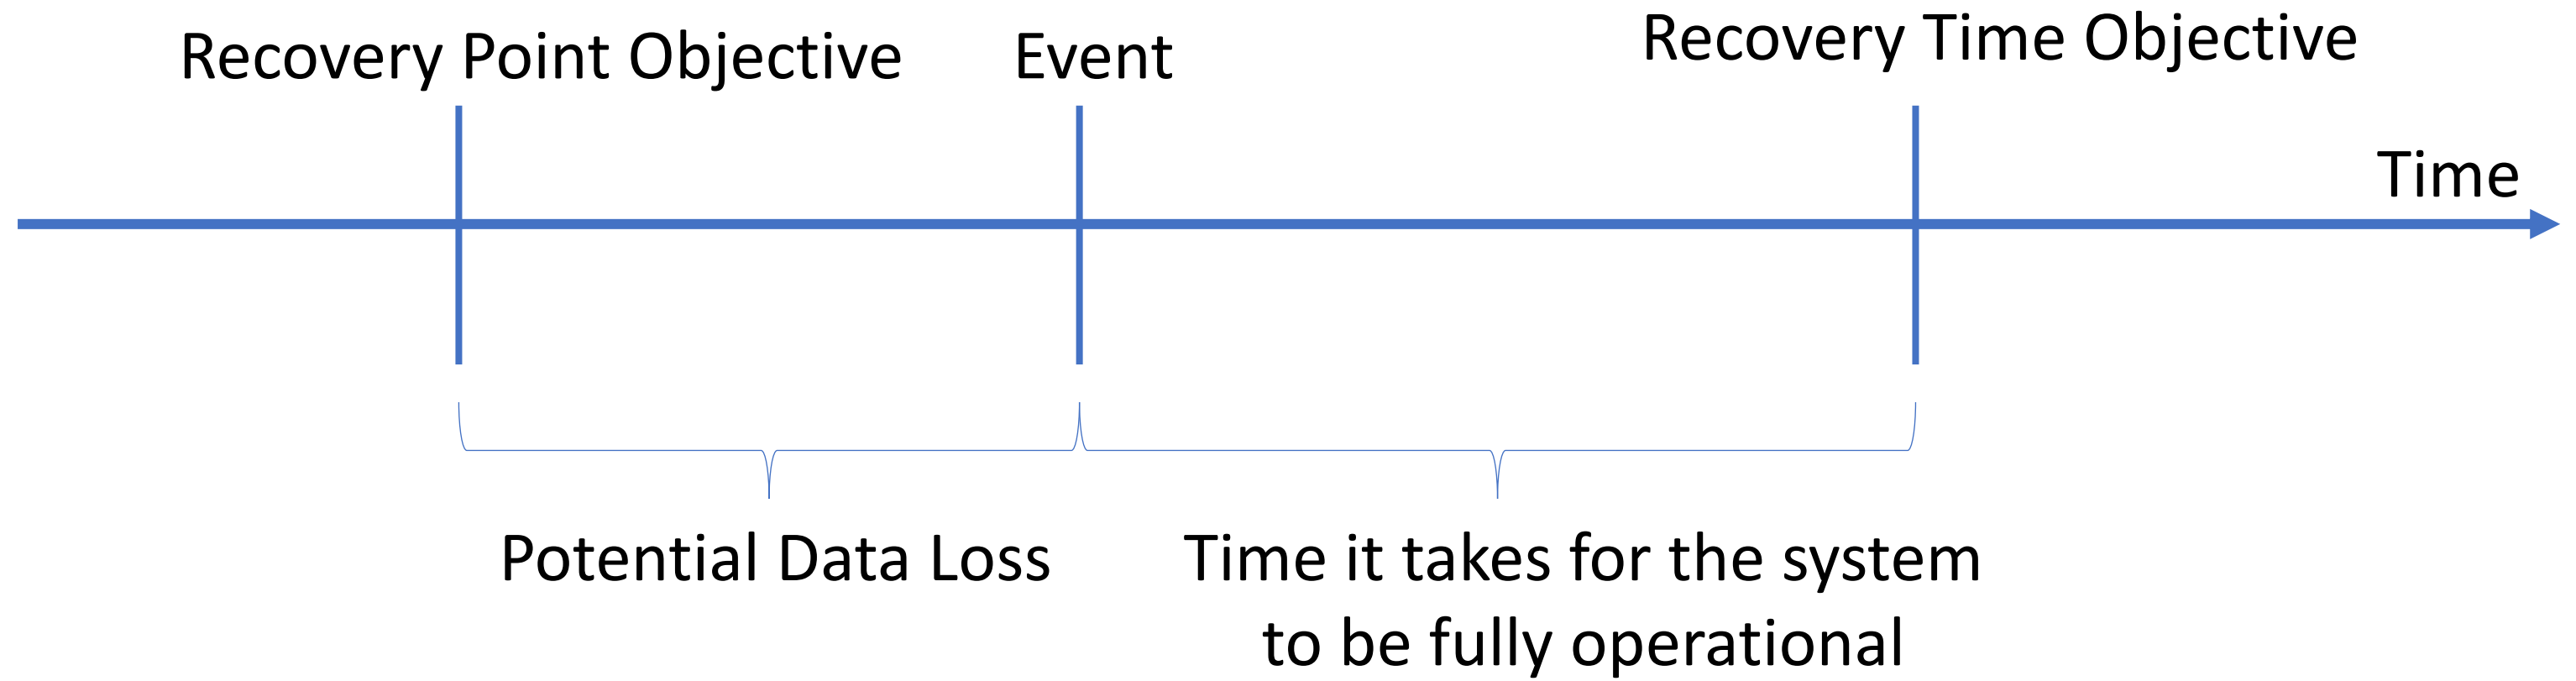 Recovery Point Objective
Event
Recovery Time Objective
Time
Potential Data Loss
Time it takes for the system
to be fully operational